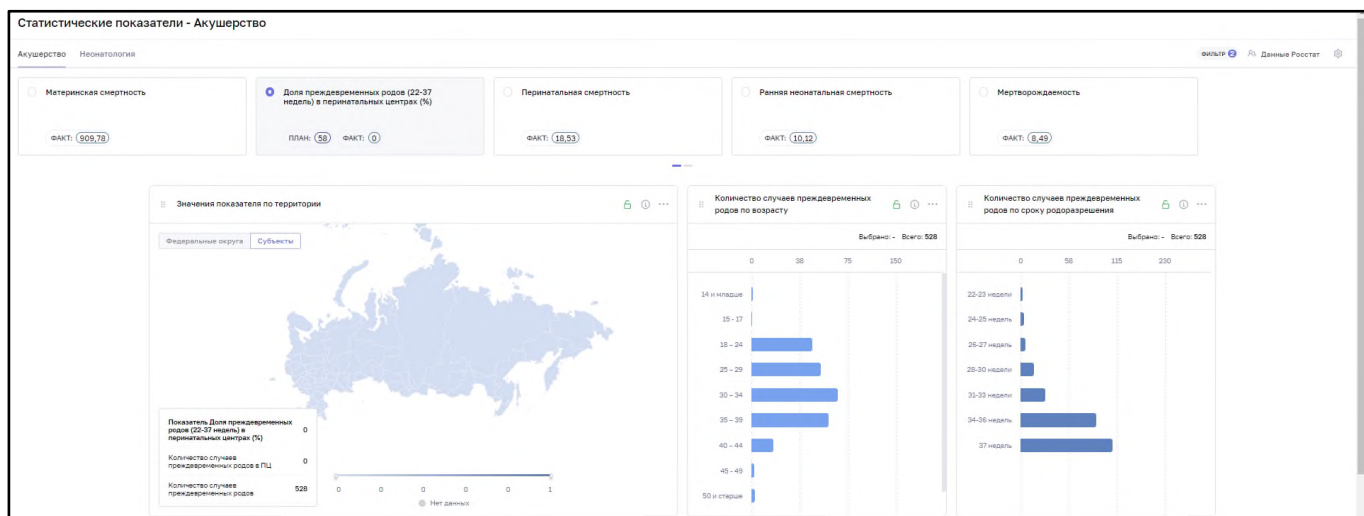 Статистические показатели - Акушерство
Акушерство Неонатология
ФИЛЬТР 2 Данные Росстат
Материнская смертность
ФАКТ: 909,78
Доля преждевременных родов (22-37
недель) в перинатальных центрах (%)
ПЛАН: 58 ФАКТ: 0
Перинатальная смертность
ФАКТ: 18,53
Ранняя неонатальная смертность
ФАКТ: 10,12
Мертворождаемость
ФАКТ: 8,49
Значения показателя по территории
Федеральные округа Субъекты
Показатель Доля преждевременных
родов (22-37 недель) в
перинатальных центрах (%)
0
Количество случаев
преждевременных родов в ПЦ
0
Количество случаев
преждевременных родов
528
0 0 0 0 0 1
Нет данных
Количество случаев преждевременных
родов по возрасту
Выбрано: - Всего: 528
0 38 75 150
14 и младше
15 - 17
18 – 24
25 – 29
30 – 34
35 – 39
40 – 44
45 - 49
50 и старше
Количество случаев преждевременных
родов по сроку родоразрешения
Выбрано: - Всего: 528
0 58 115 230
22-23 недели
24-25 недель
26-27 недель
28-30 недели
31-33 недели
34-36 недель
37 недель